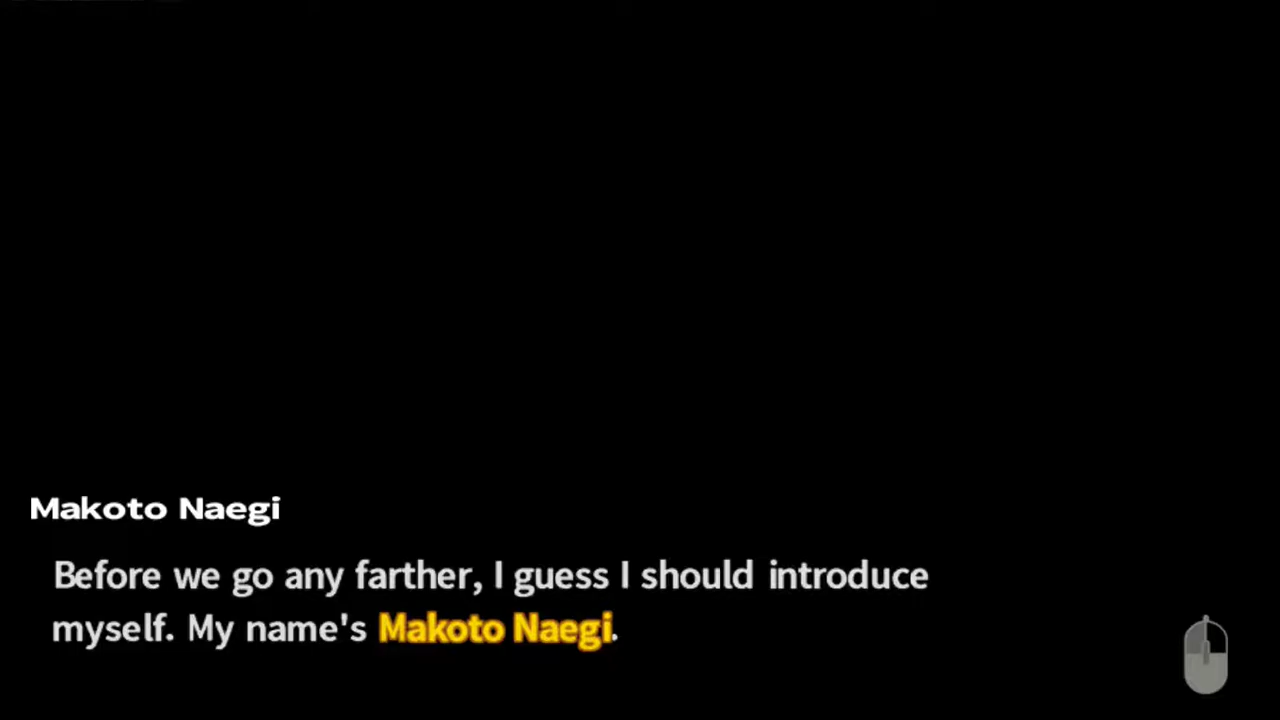 Makoto Naegi
Before we go any farther, I guess I should introduce
myself. My name's Makoto Naegi.